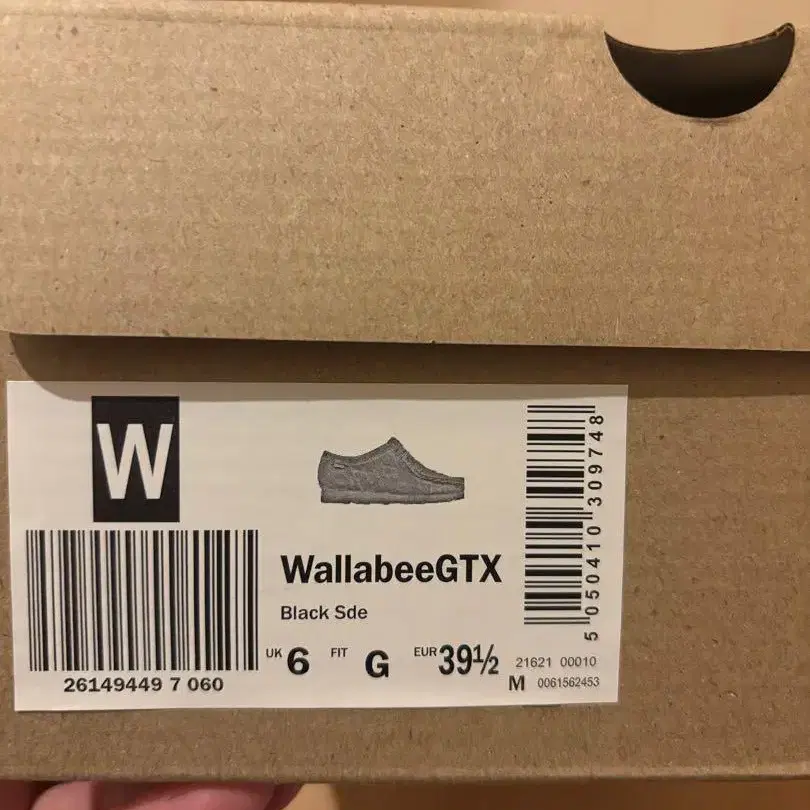 W
WallabeeGTX
Black Sde
UK 6 FIT G EUR 39½
26149449 7 060
5 050410 309748
21621 00010
M 0061562453